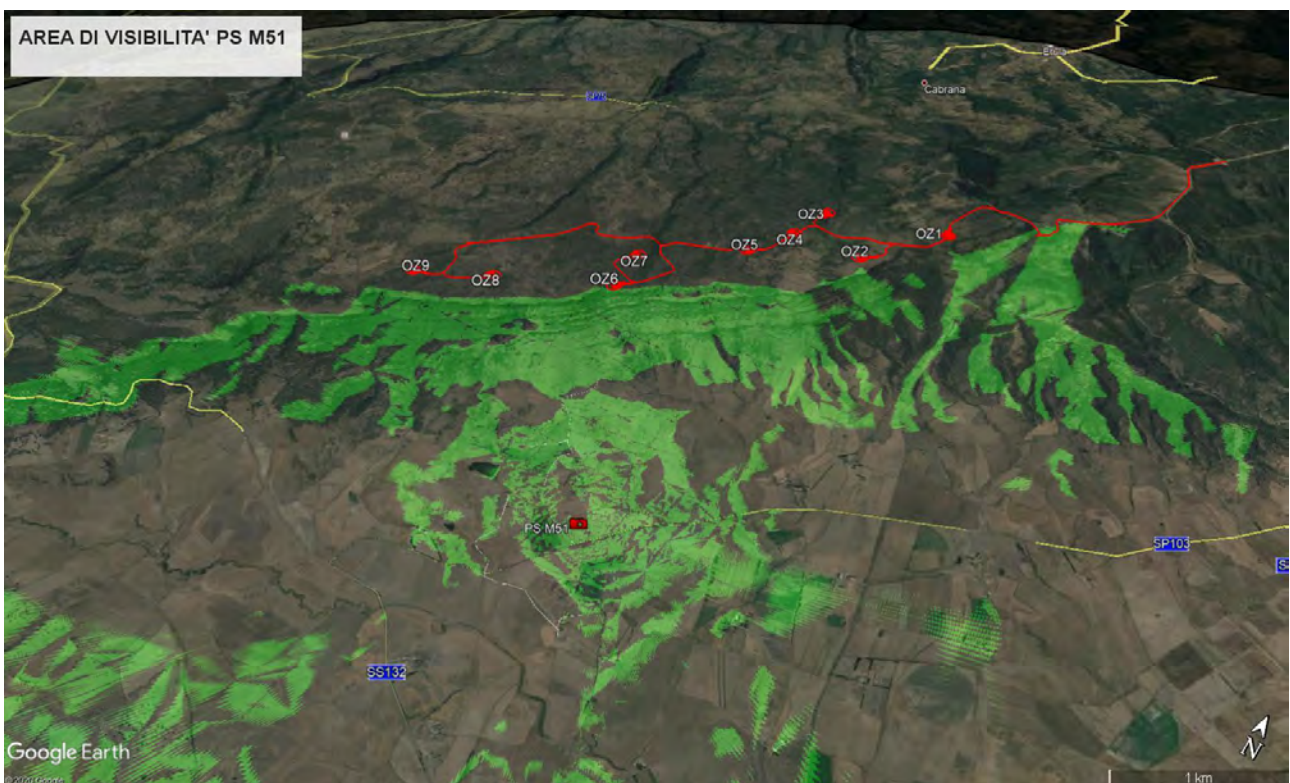 AREA DI VISIBILITA' PS M51
Cabrana
OZ3
OZ4
OZ1
OZ5
OZ2
OZ7
OZ9
OZ8
OZ6
PS M51
SP103
SS132
Google Earth
N
1 km